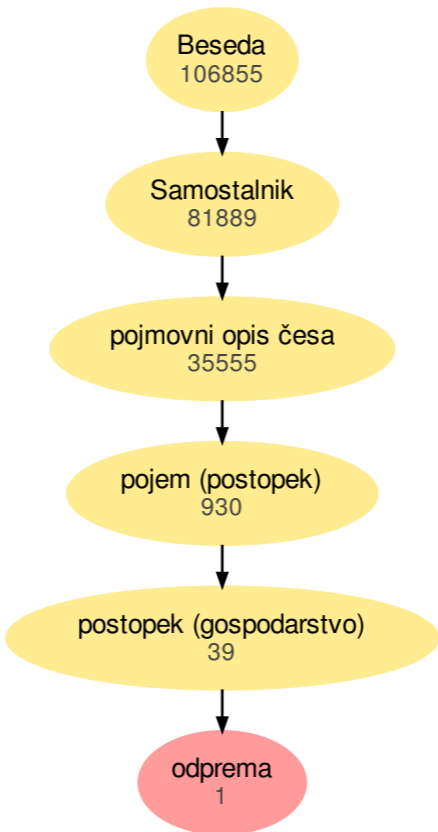 Beseda
106855
Samostalnik
81889
pojmovni opis česa
35555
pojem (postopek)
930
postopek (gospodarstvo)
39
odprema
1